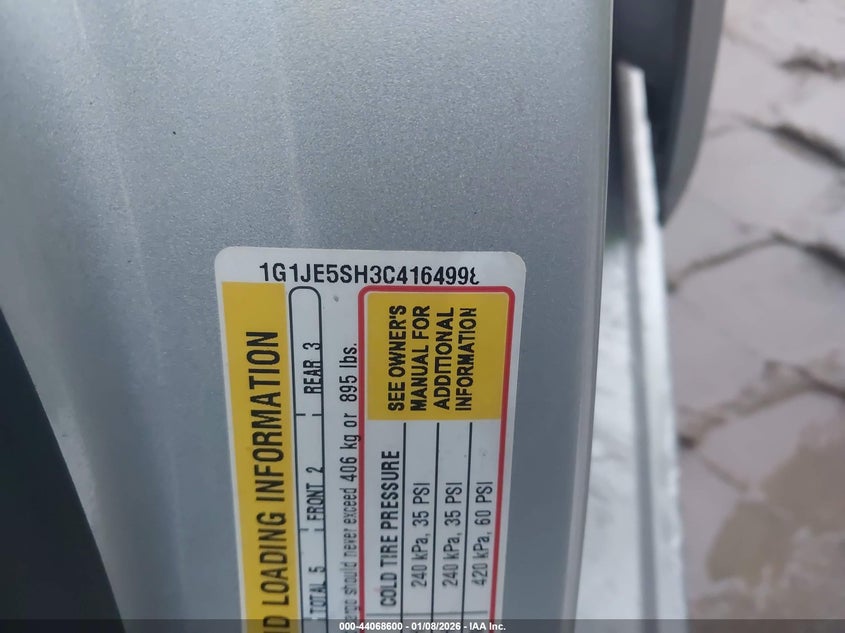 1G1JE5SH3C4164998
ND LOADING INFORMATION
TOTAL 5 FRONT 2 REAR 3
argo should never exceed 406 kg or 895 lbs.
SEE OWNER'S
MANUAL FOR
ADDITIONAL
INFORMATION
COLD TIRE PRESSURE
240 kPa, 35 PSI
240 kPa, 35 PSI
420 kPa, 60 PSI
000-44068600 - 01/08/2026 - IAA Inc.